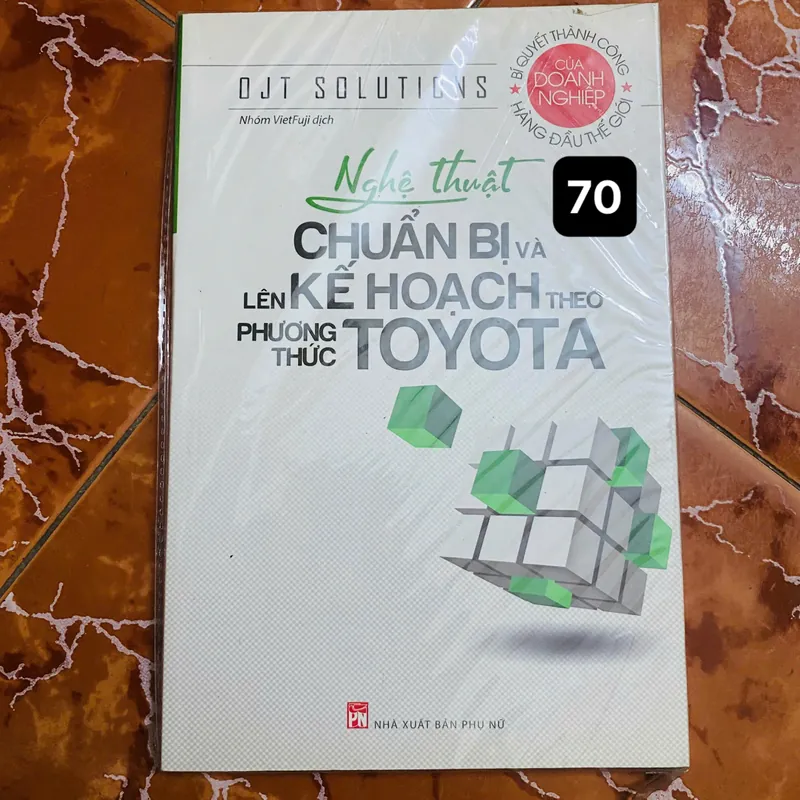 OJT SOLUTIONS
Nhóm VietFuji dịch
BÍ QUYẾT THÀNH CÔNG
CỦA
DOANH
NGHIỆP
HÀNG ĐẦU THẾ GIỚI
Nghệ thuật
70
CHUẨN BỊ VÀ
LÊN KẾ HOẠCH THEO
PHƯƠNG
THỨC TOYOTA
PN NHÀ XUẤT BẢN PHỤ NỮ